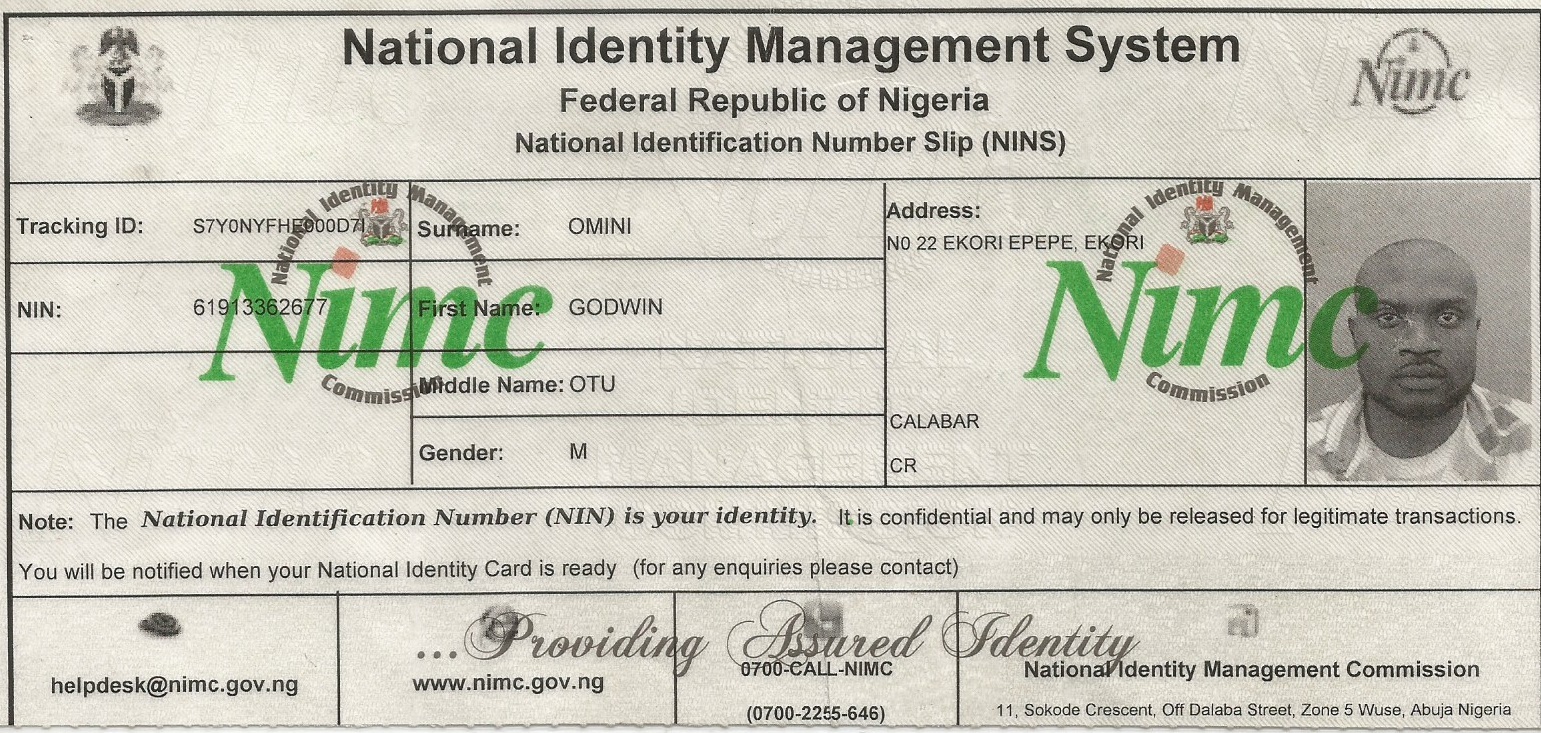 National Identity Management System
Federal Republic of Nigeria
National Identification Number Slip (NINS)
Nimc
Tracking ID: S7Y0NYFHE000D7I
Surname: OMINI
Address:
N0 22 EKORI EPEPE, EKORI
NIN: 61913362677
First Name: GODWIN
Middle Name: OTU
Gender: M
CALABAR
CR
National Identity Management
Nimc
Commission
National Identity Management
Nimc
Commission
Note: The National Identification Number (NIN) is your identity. It is confidential and may only be released for legitimate transactions.
You will be notified when your National Identity Card is ready (for any enquiries please contact)
...Providing Assured Identity
helpdesk@nimc.gov.ng
www.nimc.gov.ng
0700-CALL-NIMC
(0700-2255-646)
National Identity Management Commission
11, Sokode Crescent, Off Dalaba Street, Zone 5 Wuse, Abuja Nigeria